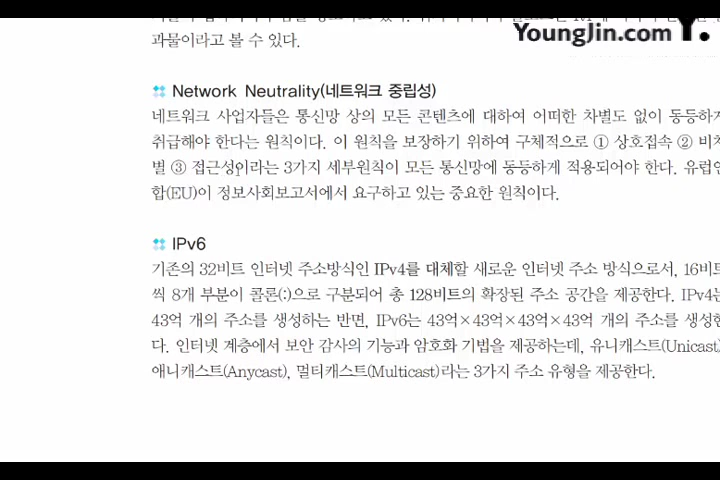 YoungJin.com Y.
과물이라고 볼 수 있다.
Network Neutrality(네트워크 중립성)
네트워크 사업자들은 통신망 상의 모든 콘텐츠에 대하여 어떠한 차별도 없이 동등하게
취급해야 한다는 원칙이다. 이 원칙을 보장하기 위하여 구체적으로 ① 상호접속 ② 비차
별 ③ 접근성이라는 3가지 세부원칙이 모든 통신망에 동등하게 적용되어야 한다. 유럽연
합(EU)이 정보사회보고서에서 요구하고 있는 중요한 원칙이다.
IPv6
기존의 32비트 인터넷 주소방식인 IPv4를 대체할 새로운 인터넷 주소 방식으로서, 16비트
씩 8개 부분이 콜론(:)으로 구분되어 총 128비트의 확장된 주소 공간을 제공한다. IPv4는
43억 개의 주소를 생성하는 반면, IPv6는 43억×43억×43억×43억 개의 주소를 생성한
다. 인터넷 계층에서 보안 감사의 기능과 암호화 기법을 제공하는데, 유니캐스트(Unicast)
애니캐스트(Anycast), 멀티캐스트(Multicast)라는 3가지 주소 유형을 제공한다.